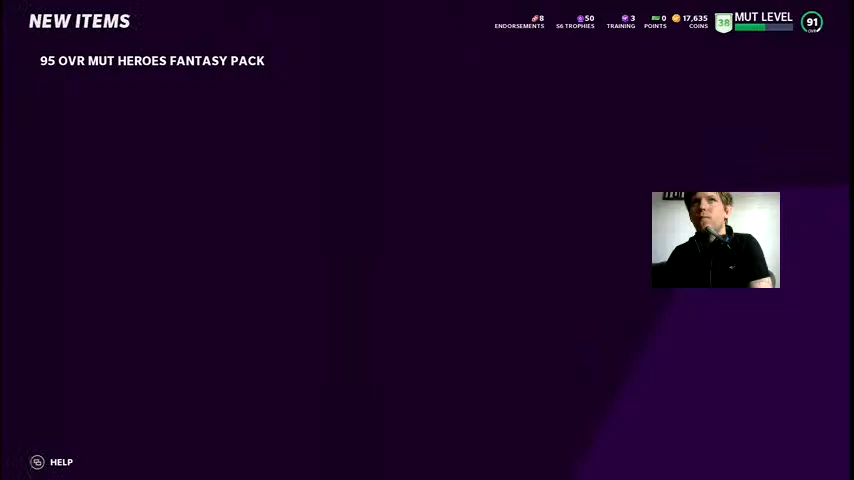 NEW ITEMS
8 ENDORSEMENTS
50 S6 TROPHIES
3 TRAINING
0 POINTS
17,635 COINS
38 MUT LEVEL
91 OVR
95 OVR MUT HEROES FANTASY PACK
HELP